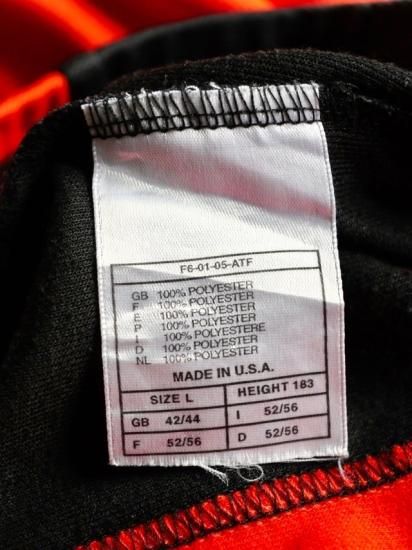 F6-01-05-ATF
GB 100% POLYESTER
F 100% POLYESTER
E 100% POLYESTER
P 100% POLYESTER
I 100% POLYESTERE
D 100% POLYESTER
NL 100% POLYESTER
MADE IN U.S.A.
SIZE L HEIGHT 183
GB 42/44 I 52/56
F 52/56 D 52/56